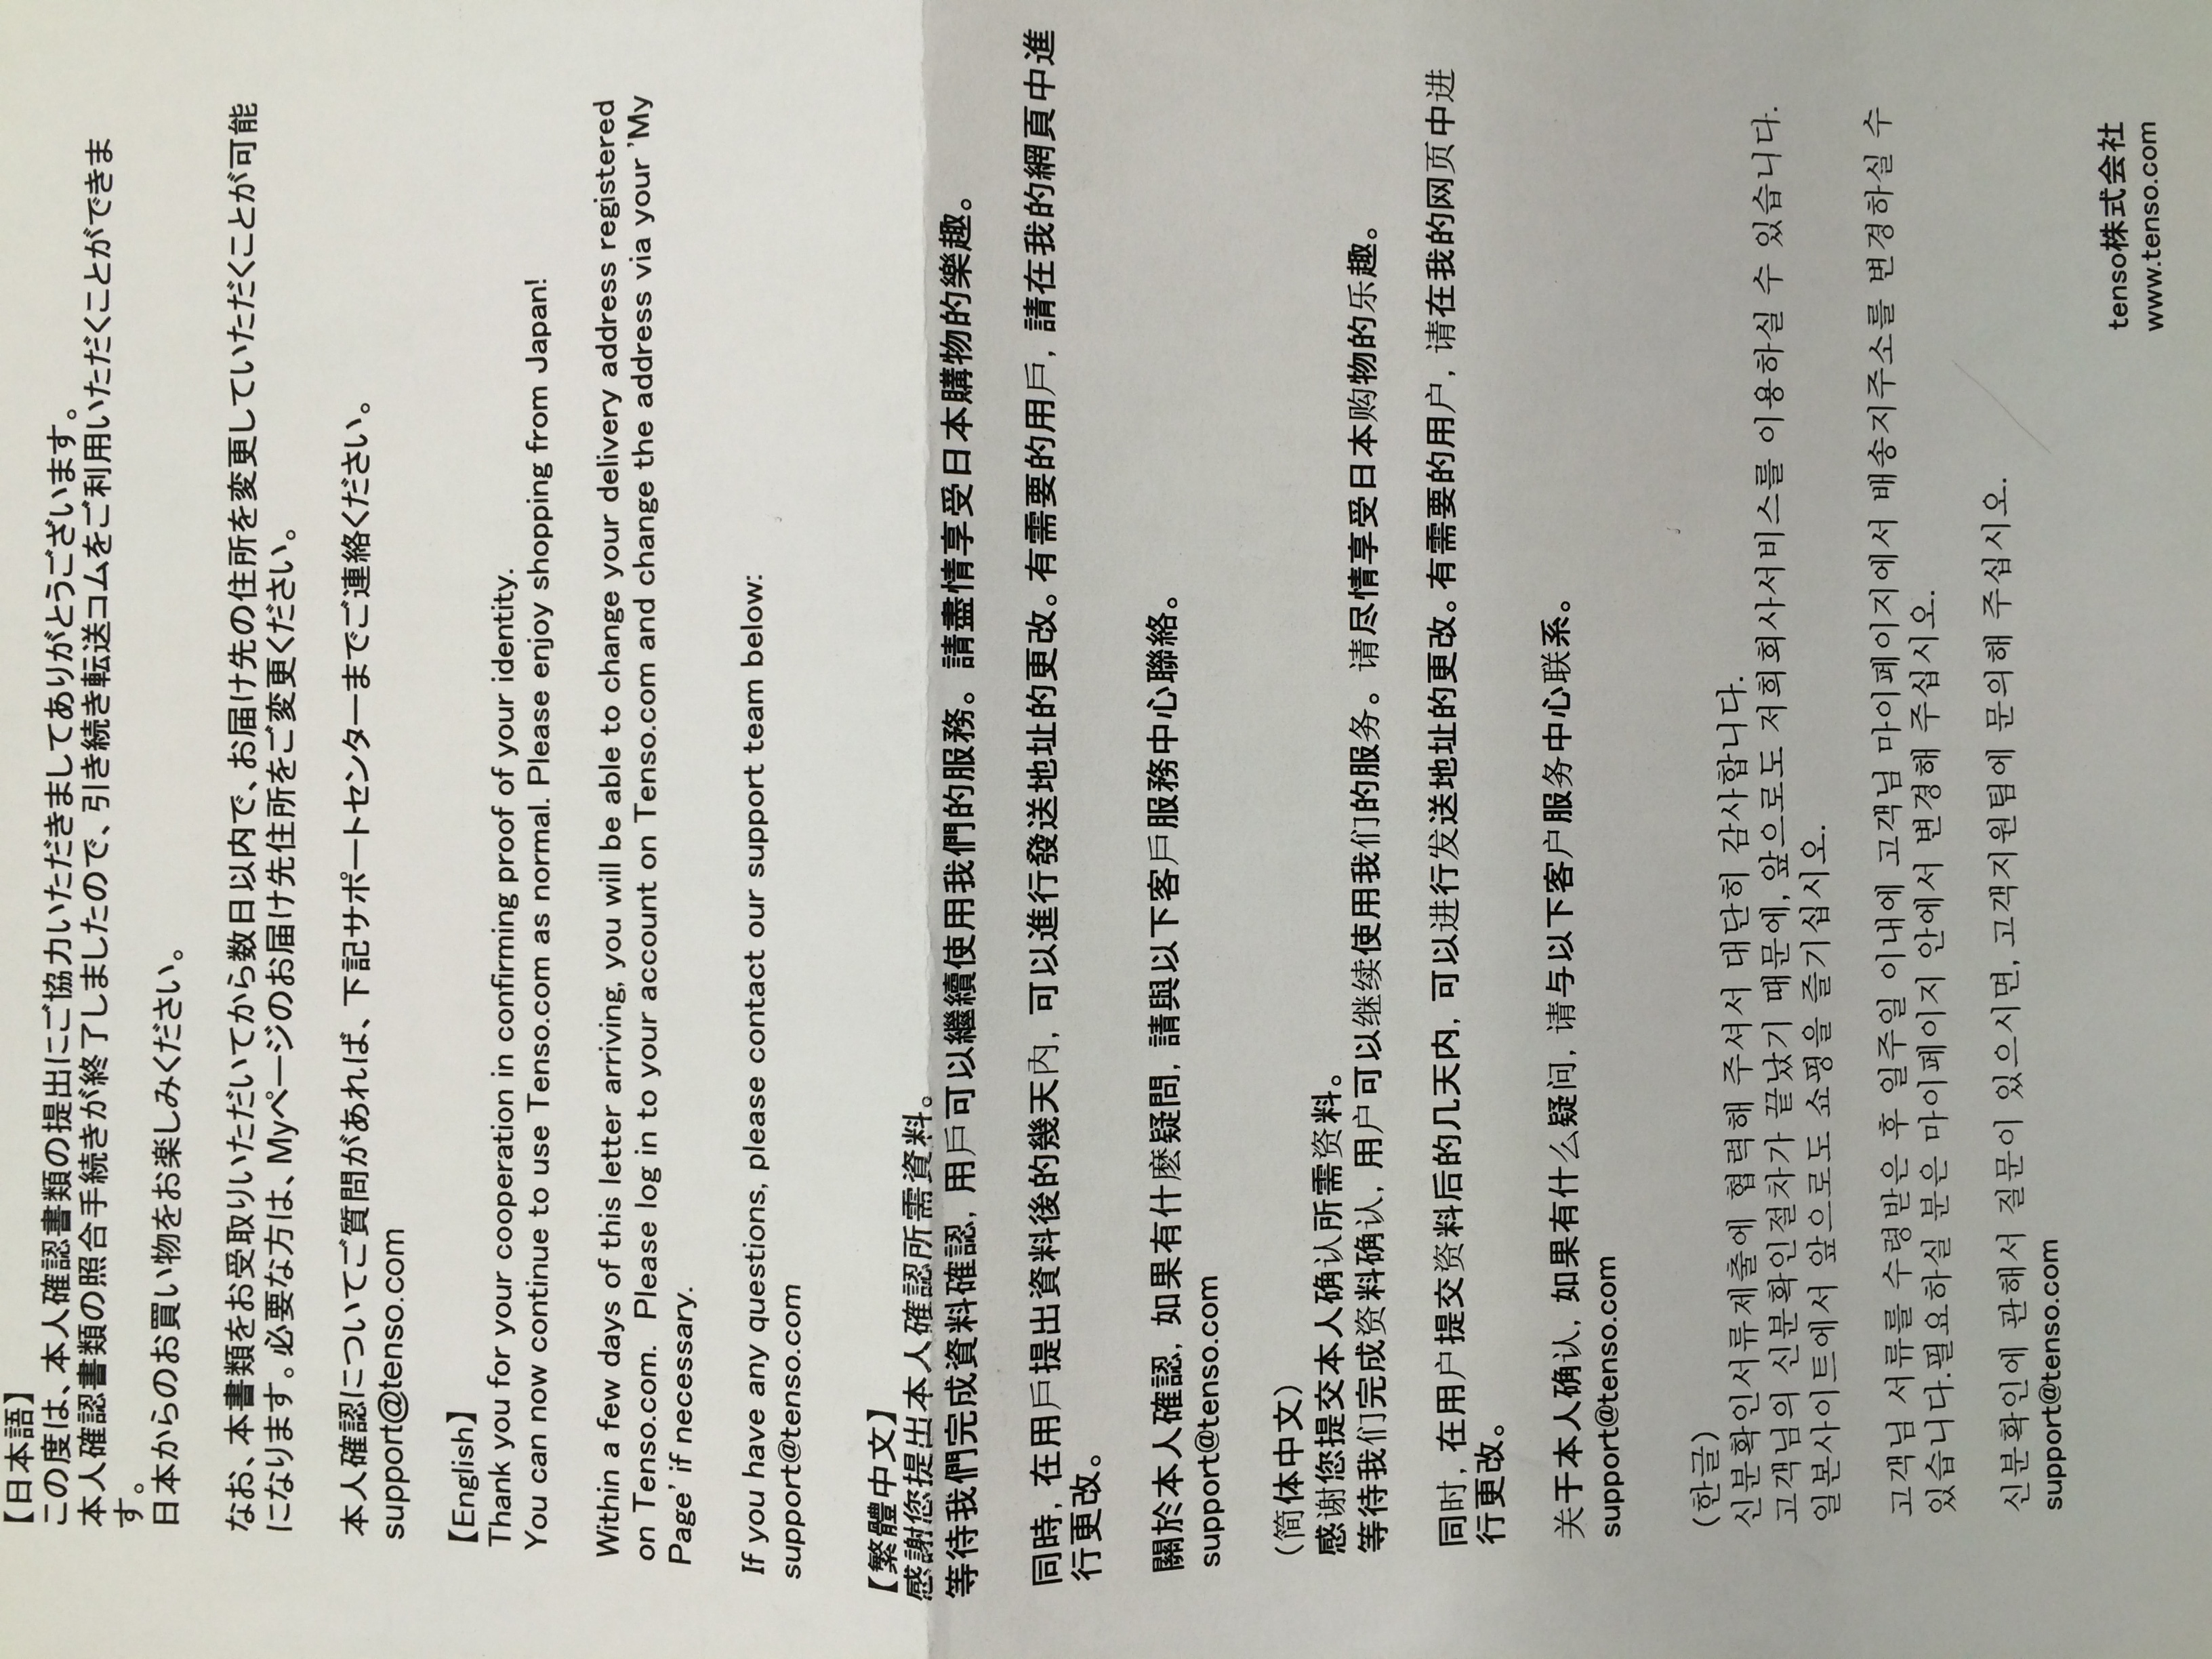 【日本語】
この度は、本人確認書類の提出にご協力いただきましてありがとうございます。
本人確認書類の照合手続きが終了しましたので、引き続き転送コムをご利用いただくことができま
す。
日本からのお買い物をお楽しみください。
なお、本書類をお受取りいただいてから数日以内で、お届け先の住所を変更していただくことが可能
になります。必要な方は、Myページのお届け先住所をご変更ください。
本人確認についてご質問があれば、下記サポートセンターまでご連絡ください。
support@tenso.com
【English】
Thank you for your cooperation in confirming proof of your identity.
You can now continue to use Tenso.com as normal. Please enjoy shopping from Japan!
Within a few days of this letter arriving, you will be able to change your delivery address registered
on Tenso.com. Please log in to your account on Tenso.com and change the address via your 'My
Page' if necessary.
If you have any questions, please contact our support team below:
support@tenso.com
【繁體中文】
感謝您提出本人確認所需資料。
等待我們完成資料確認, 用戶可以繼續使用我們的服務。 請盡情享受日本購物的樂趣。
同時, 在用戶提出資料後的幾天內, 可以進行發送地址的更改。有需要的用戶, 請在我的網頁中進
行更改。
關於本人確認, 如果有什麼疑問, 請與以下客戶服務中心聯絡。
support@tenso.com
(简体中文)
感谢您提交本人确认所需资料。
等待我们完成资料确认, 用户可以继续使用我们的服务。 请尽情享受日本购物的乐趣。
同时, 在用户提交资料后的几天内, 可以进行发送地址的更改。有需要的用户, 请在我的网页中进
行更改。
关于本人确认, 如果有什么疑问, 请与以下客户服务中心联系。
support@tenso.com
(한글)
신분확인서류제출에 협력해 주셔서 대단히 감사합니다.
고객님의 신분확인절차가 끝났기 때문에, 앞으로도 저희회사서비스를 이용하실 수 있습니다.
일본사이트에서 앞으로도 쇼핑을 즐기십시오.
고객님 서류를 수령받은 후 일주일 이내에 고객님 마이페이지에서 배송지주소를 변경하실 수
있습니다.필요하실 분은 마이페이지 안에서 변경해 주십시오.
신분확인에 관해서 질문이 있으시면, 고객지원팀에 문의해 주십시오.
support@tenso.com
tenso株式会社
www.tenso.com